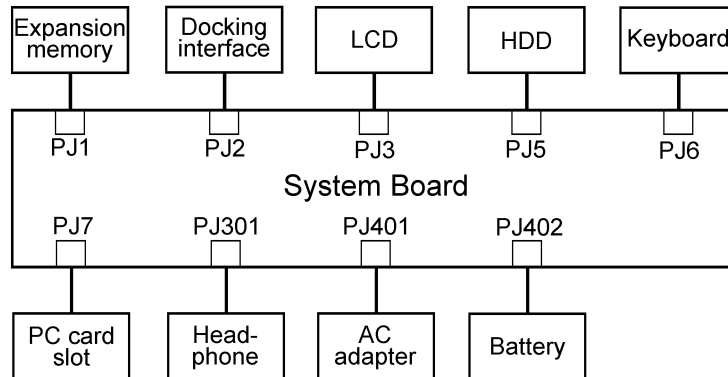 Expansion
memory
Docking
interface
LCD
HDD
Keyboard
PJ1
PJ2
PJ3
PJ5
PJ6
System Board
PJ7
PJ301
PJ401
PJ402
PC card
slot
Head-
phone
AC
adapter
Battery